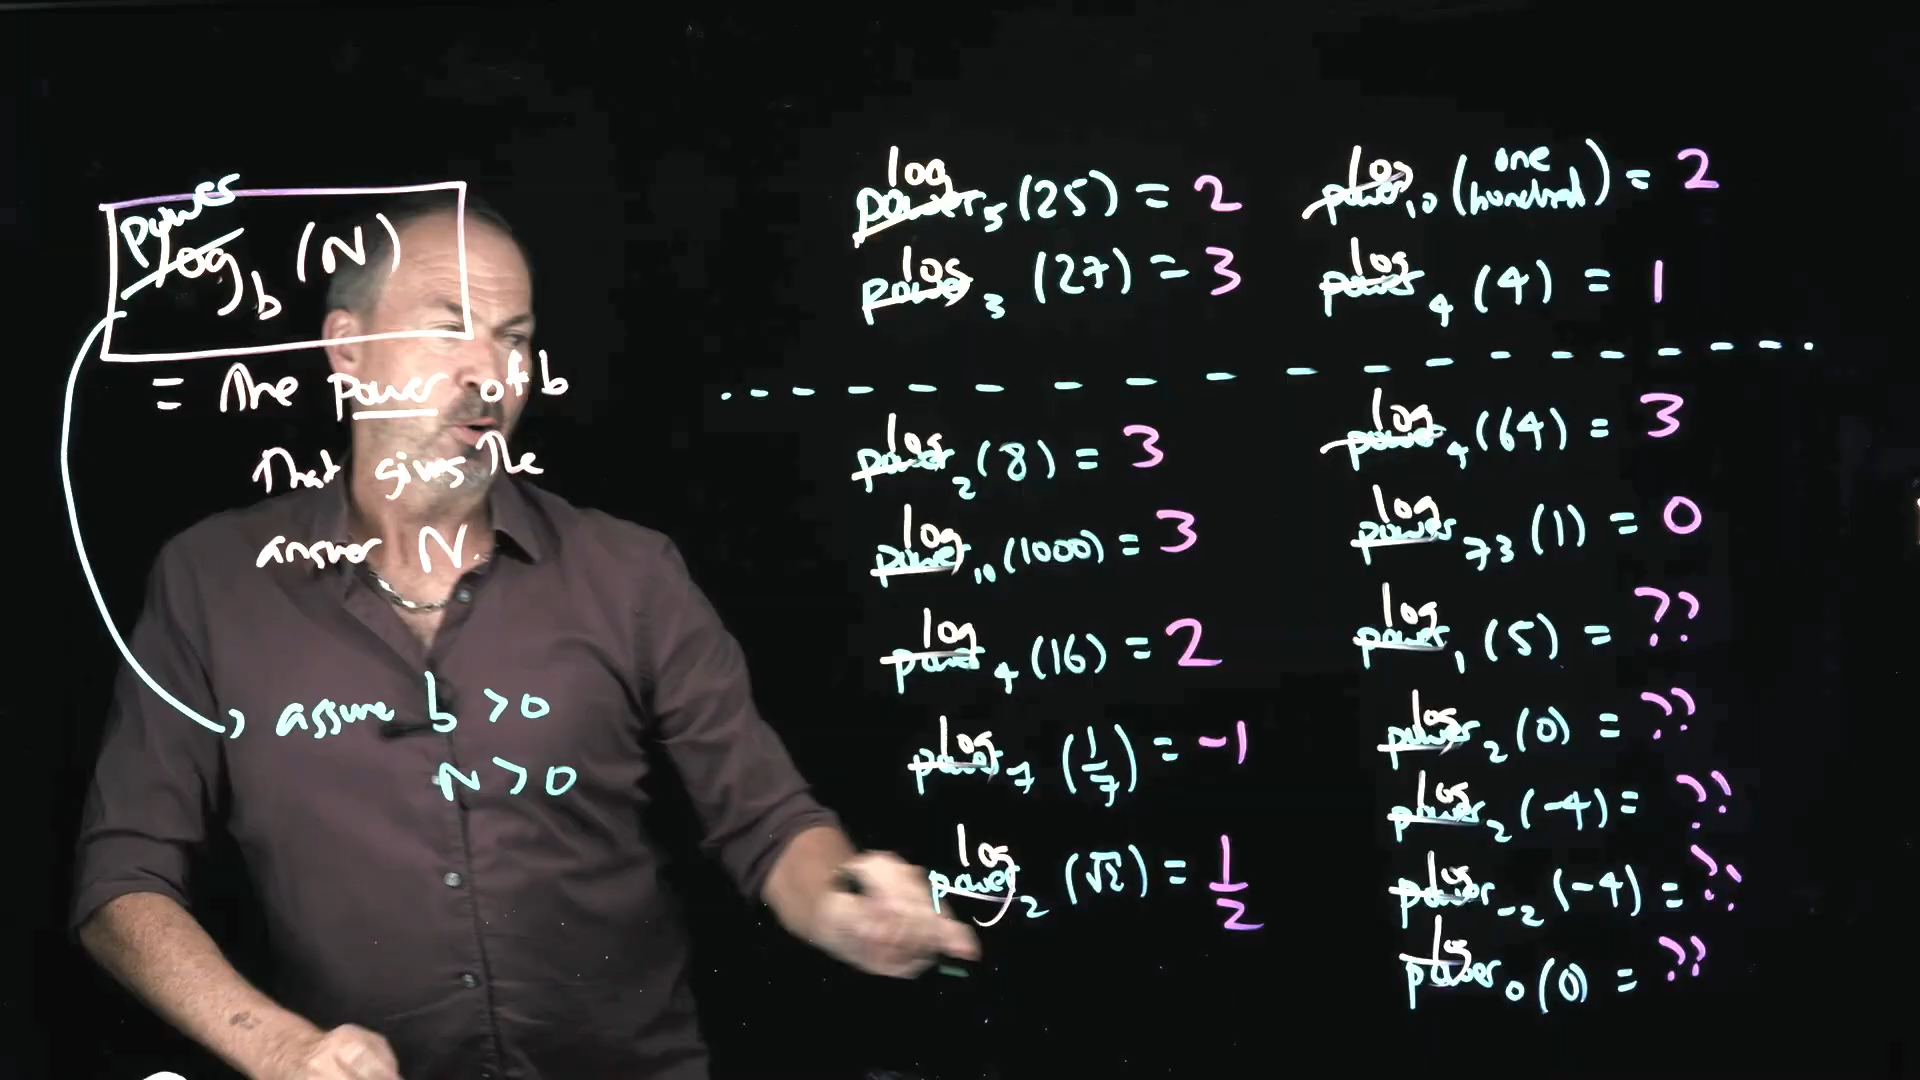 power
log_b (N)
= The Power of b
That gives The
answer N.
assume b > 0
N > 0
log
power_5 (25) = 2
log
power_3 (27) = 3
log
power_10 (one hundred) = 2
log
power_4 (4) = 1
log
power_2 (8) = 3
log
power_10 (1000) = 3
log
power_4 (16) = 2
log
power_7 (1/7) = -1
log
power_2 (√2) = 1/2
log
power_4 (64) = 3
log
power_73 (1) = 0
log
power_1 (5) = ??
log
power_2 (0) = ??
log
power_2 (-4) = ??
log
power_-2 (-4) = ??
log
power_0 (0) = ??